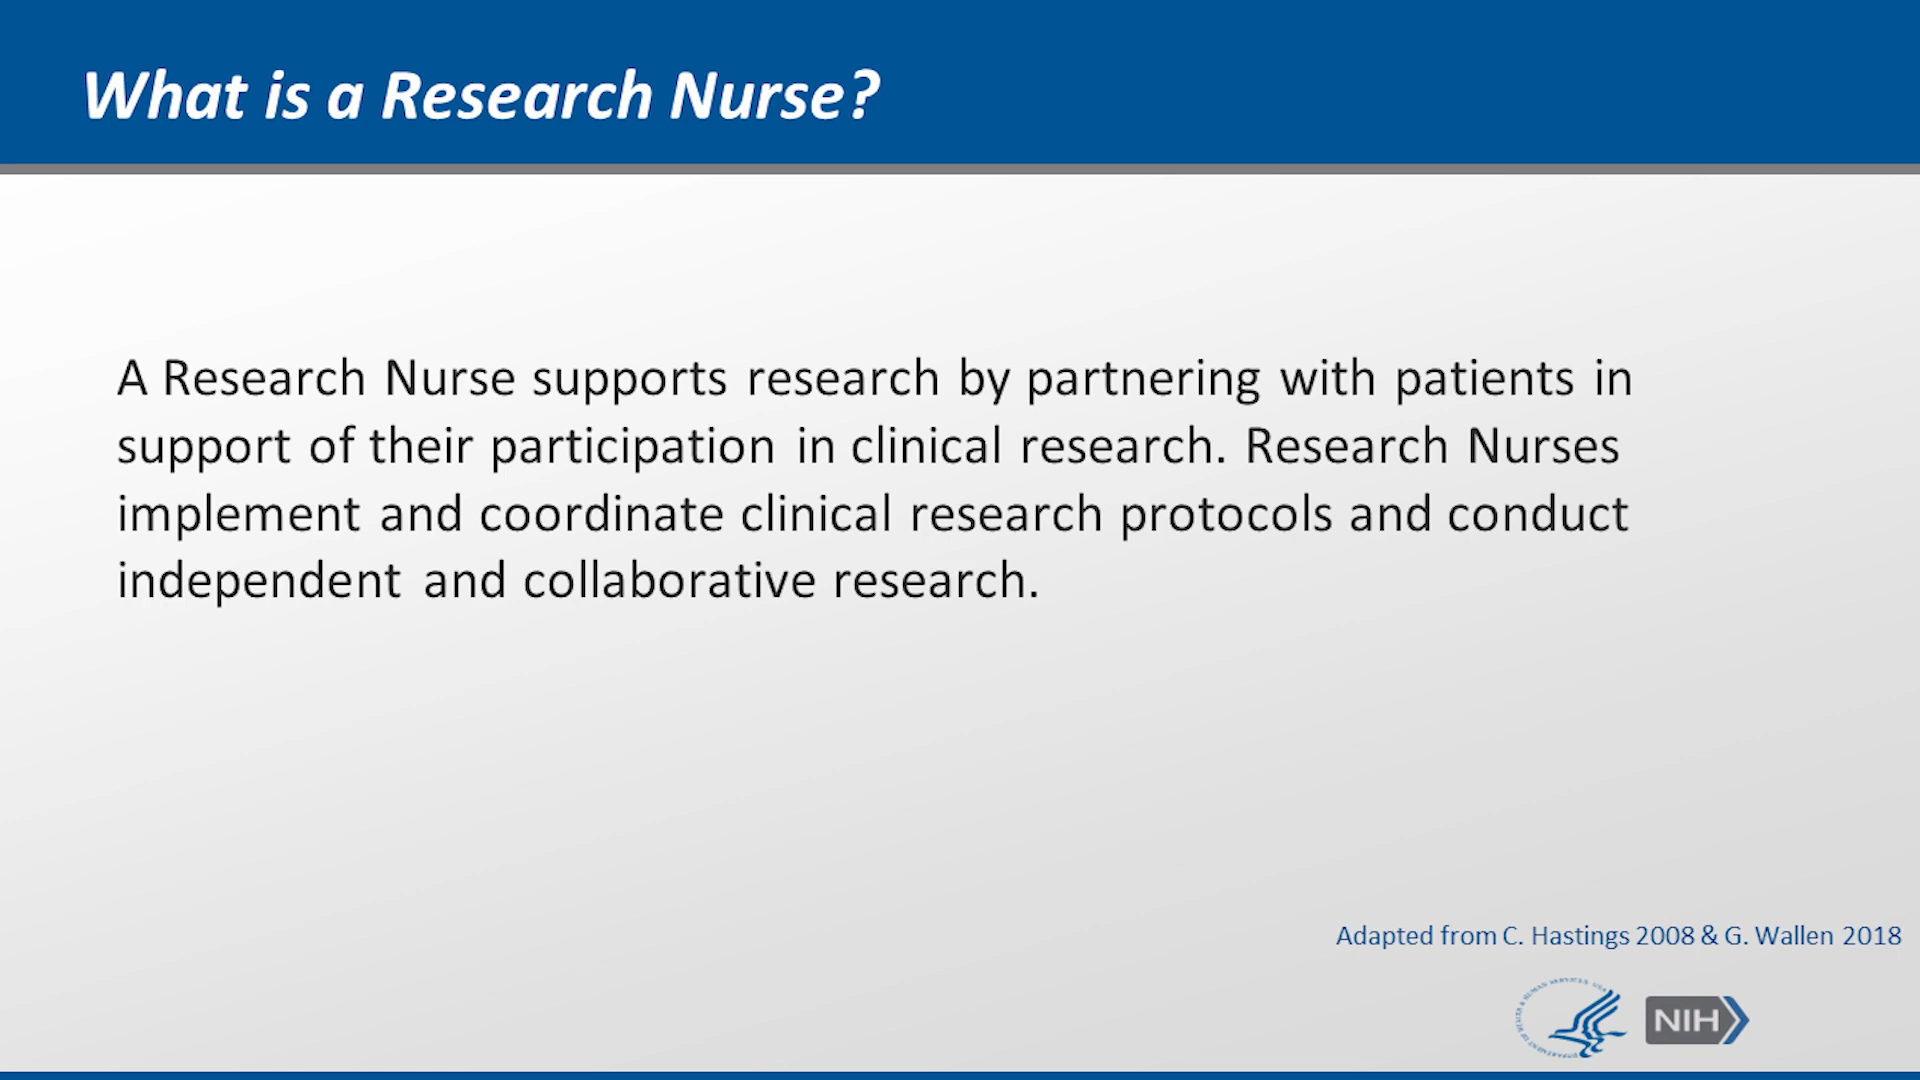 What is a Research Nurse?
A Research Nurse supports research by partnering with patients in
support of their participation in clinical research. Research Nurses
implement and coordinate clinical research protocols and conduct
independent and collaborative research.
Adapted from C. Hastings 2008 & G. Wallen 2018
NIH